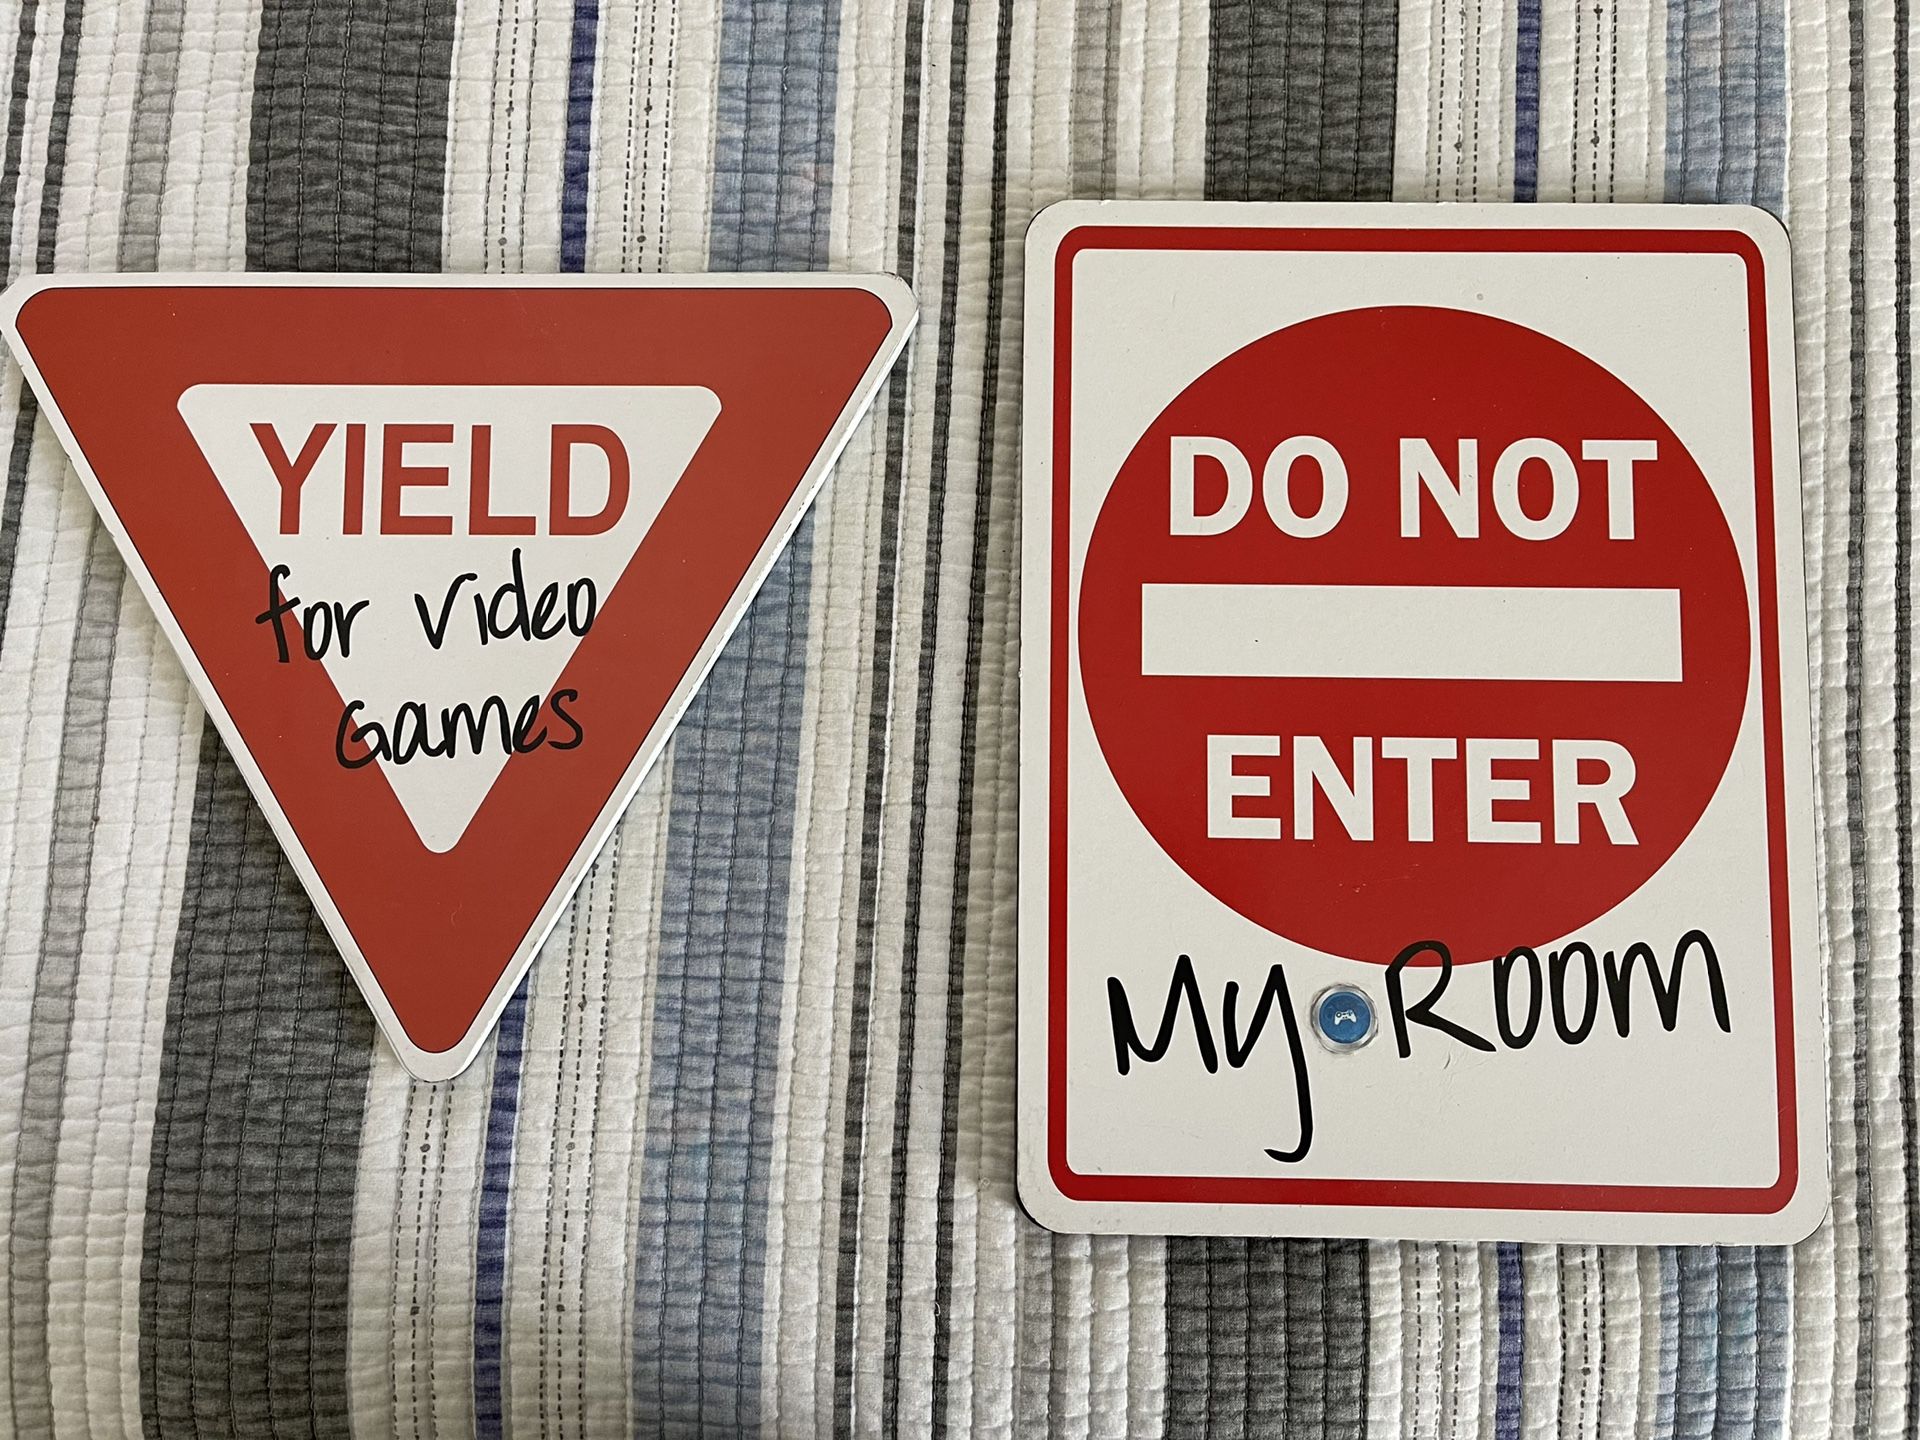 YIELD
for video
Games
DO NOT
ENTER
My Room